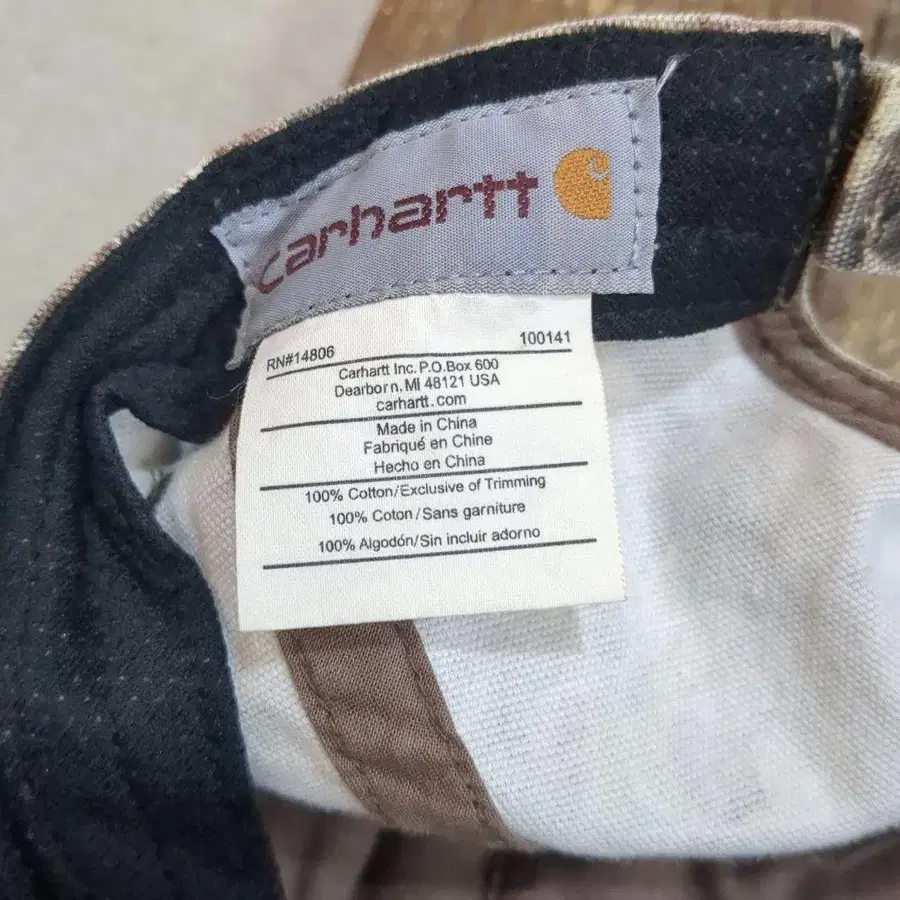 carhartt
RN#14806 100141
Carhartt Inc. P.O.Box 600
Dearborn, MI 48121 USA
carhartt.com
Made in China
Fabriqué en Chine
Hecho en China
100% Cotton/Exclusive of Trimming
100% Coton/Sans garniture
100% Algodón/Sin incluir adorno